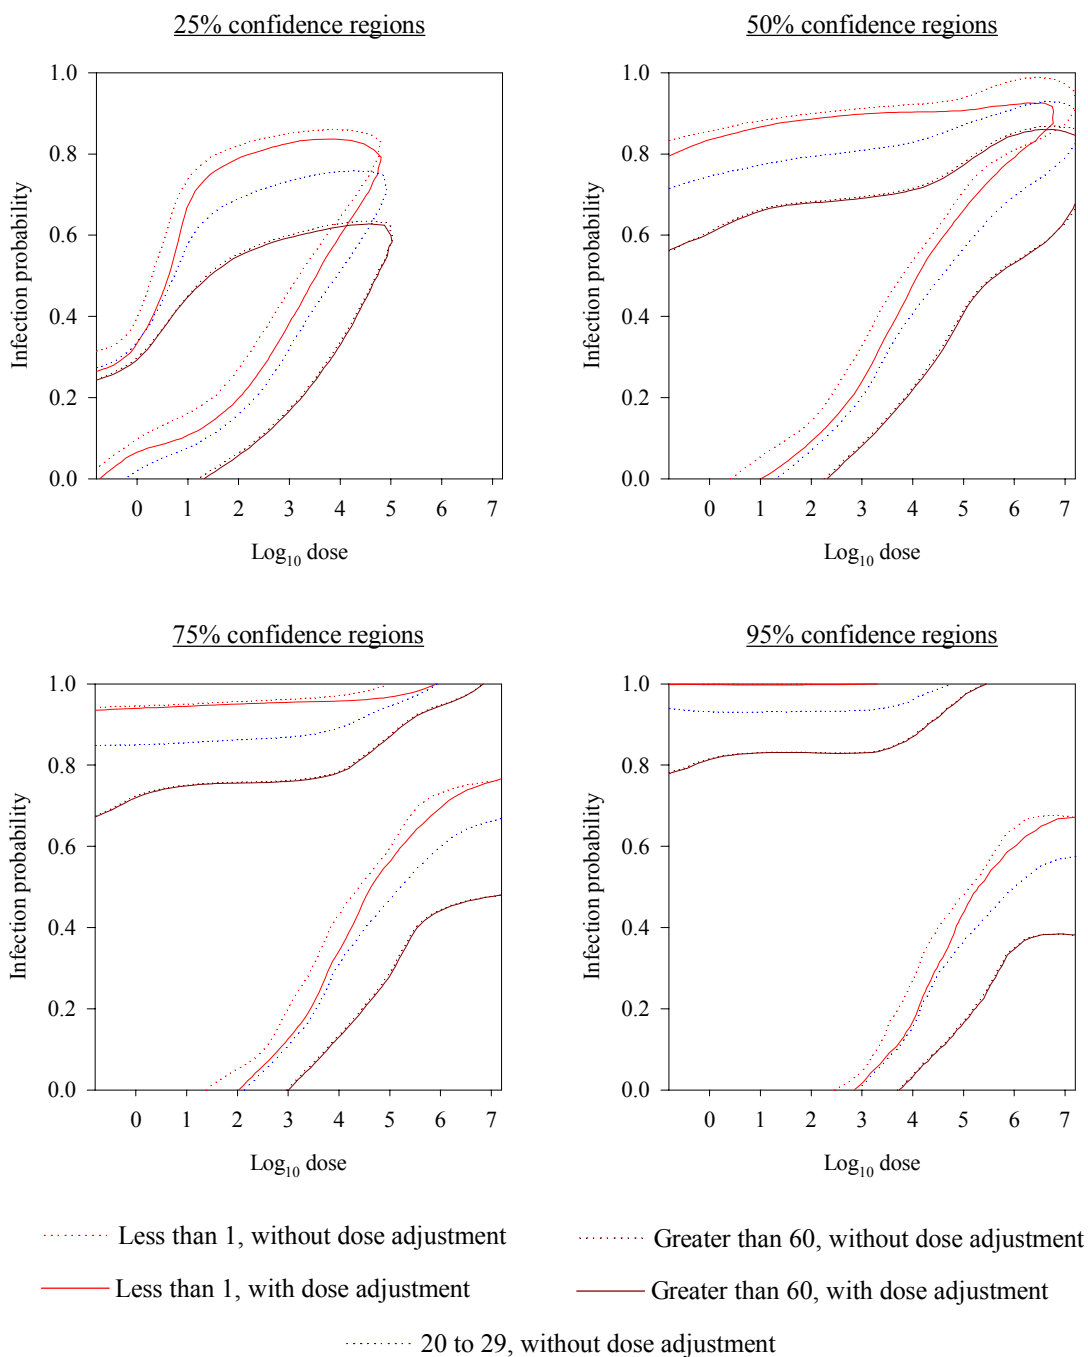 25% confidence regions
50% confidence regions
1.0
0.8
0.6
0.4
0.2
0.0
Infection probability
0 1 2 3 4 5 6 7
Log10 dose
1.0
0.8
0.6
0.4
0.2
0.0
Infection probability
0 1 2 3 4 5 6 7
Log10 dose
75% confidence regions
95% confidence regions
1.0
0.8
0.6
0.4
0.2
0.0
Infection probability
0 1 2 3 4 5 6 7
Log10 dose
1.0
0.8
0.6
0.4
0.2
0.0
Infection probability
0 1 2 3 4 5 6 7
Log10 dose
Less than 1, without dose adjustment
Greater than 60, without dose adjustment
Less than 1, with dose adjustment
Greater than 60, with dose adjustment
20 to 29, without dose adjustment